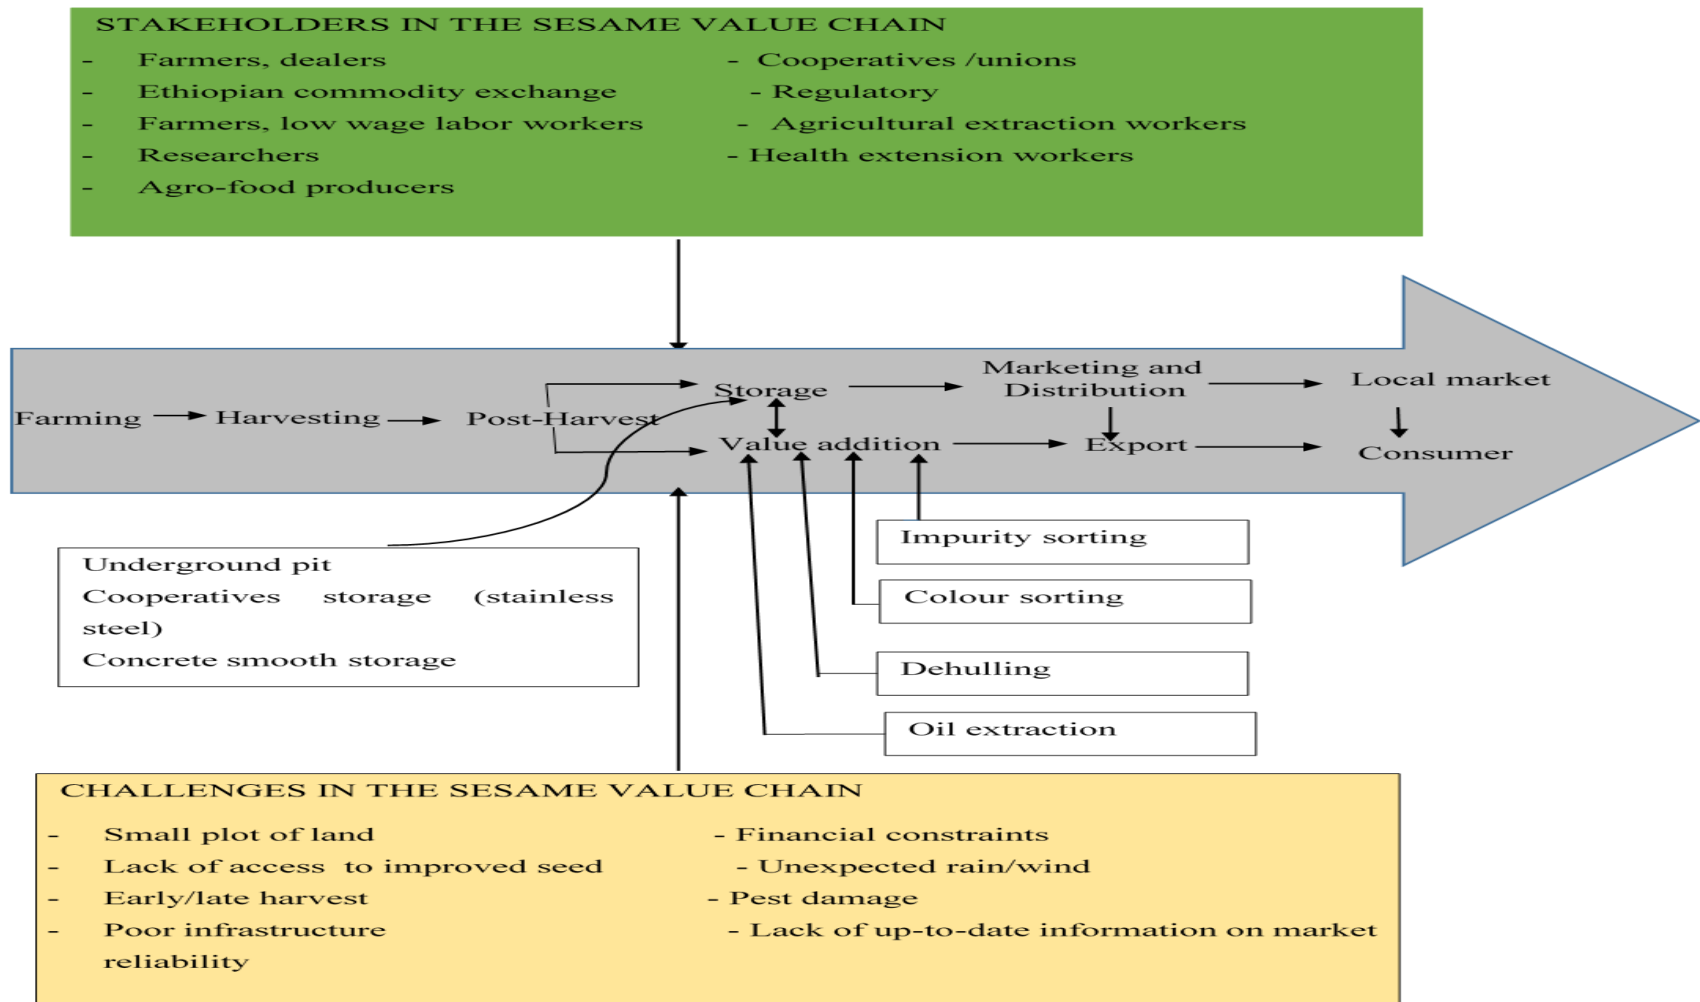 STAKEHOLDERS IN THE SESAME VALUE CHAIN
- Farmers, dealers
- Ethiopian commodity exchange
- Farmers, low wage labor workers
- Researchers
- Agro-food producers
- Cooperatives /unions
- Regulatory
- Agricultural extraction workers
- Health extension workers
Farming
Harvesting
Post-Harvest
Storage
Value addition
Marketing and
Distribution
Export
Local market
Consumer
Underground pit
Cooperatives storage (stainless
steel)
Concrete smooth storage
Impurity sorting
Colour sorting
Dehulling
Oil extraction
CHALLENGES IN THE SESAME VALUE CHAIN
- Small plot of land
- Lack of access to improved seed
- Early/late harvest
- Poor infrastructure
- Financial constraints
- Unexpected rain/wind
- Pest damage
- Lack of up-to-date information on market
reliability